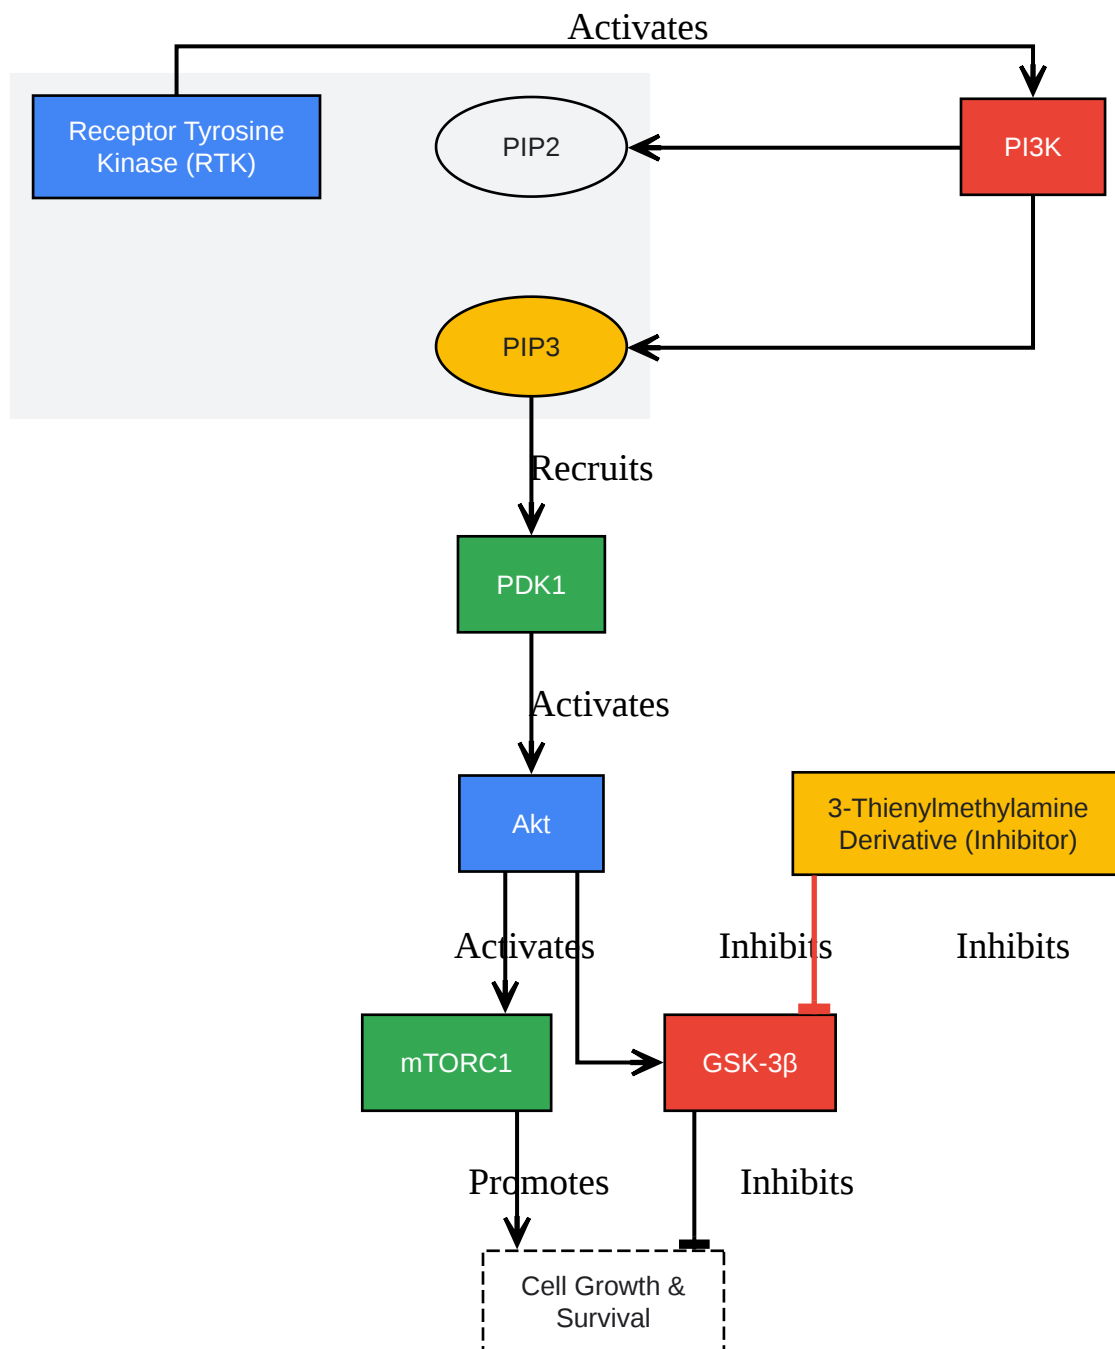 Activates
Receptor Tyrosine
Kinase (RTK)
PIP2
PI3K
PIP3
Recruits
PDK1
Activates
Akt
3-Thienylmethylamine
Derivative (Inhibitor)
Activates
Inhibits
Inhibits
mTORC1
GSK-3β
Promotes
Inhibits
Cell Growth &
Survival